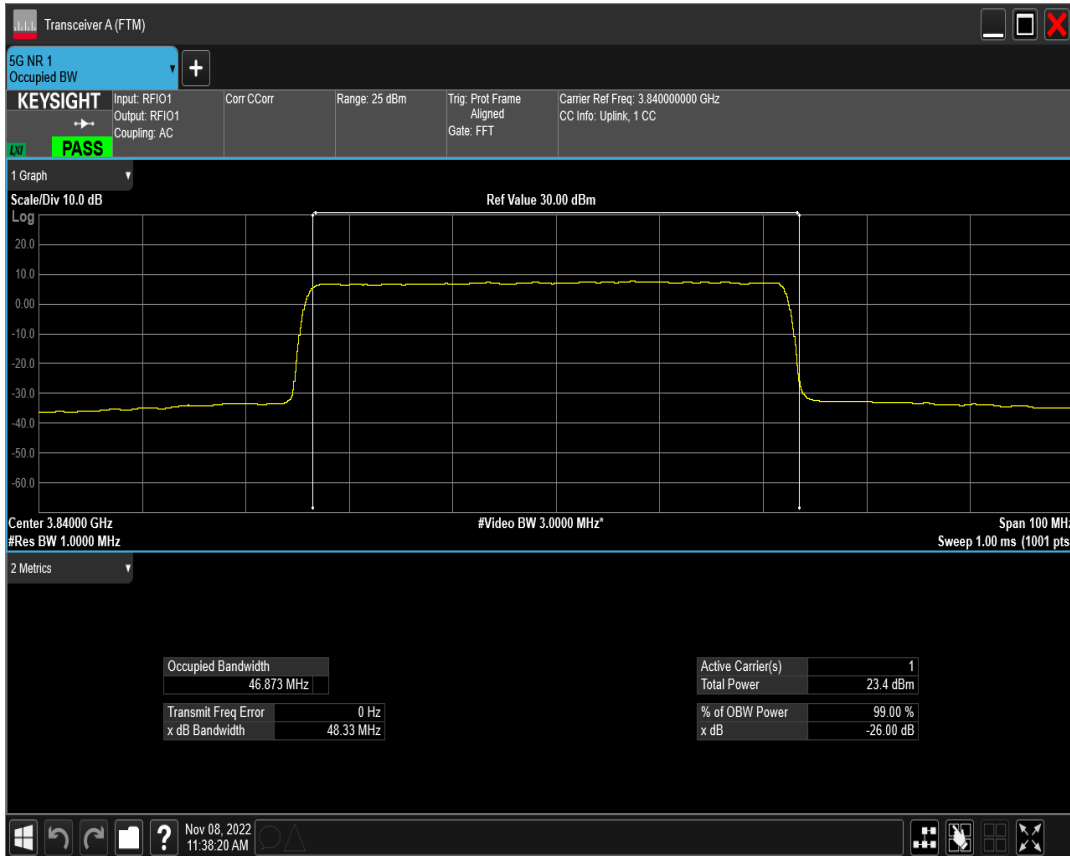 Transceiver A (FTM)
5G NR 1
Occupied BW
+
KEYSIGHT
LXI
PASS
Input: RFIO1
Output: RFIO1
Coupling: AC
Corr CCorr
Range: 25 dBm
Trig: Prot Frame
Aligned
Gate: FFT
Carrier Ref Freq: 3.840000000 GHz
CC Info: Uplink, 1 CC
1 Graph
Scale/Div 10.0 dB
Ref Value 30.00 dBm
Log
20.0
10.0
0.00
-10.0
-20.0
-30.0
-40.0
-50.0
-60.0
Center 3.84000 GHz
#Video BW 3.0000 MHz*
Span 100 MHz
#Res BW 1.0000 MHz
Sweep 1.00 ms (1001 pts
2 Metrics
Occupied Bandwidth
46.873 MHz
Transmit Freq Error 0 Hz
x dB Bandwidth 48.33 MHz
Active Carrier(s) 1
Total Power 23.4 dBm
% of OBW Power 99.00 %
x dB -26.00 dB
?
Nov 08, 2022
11:38:20 AM